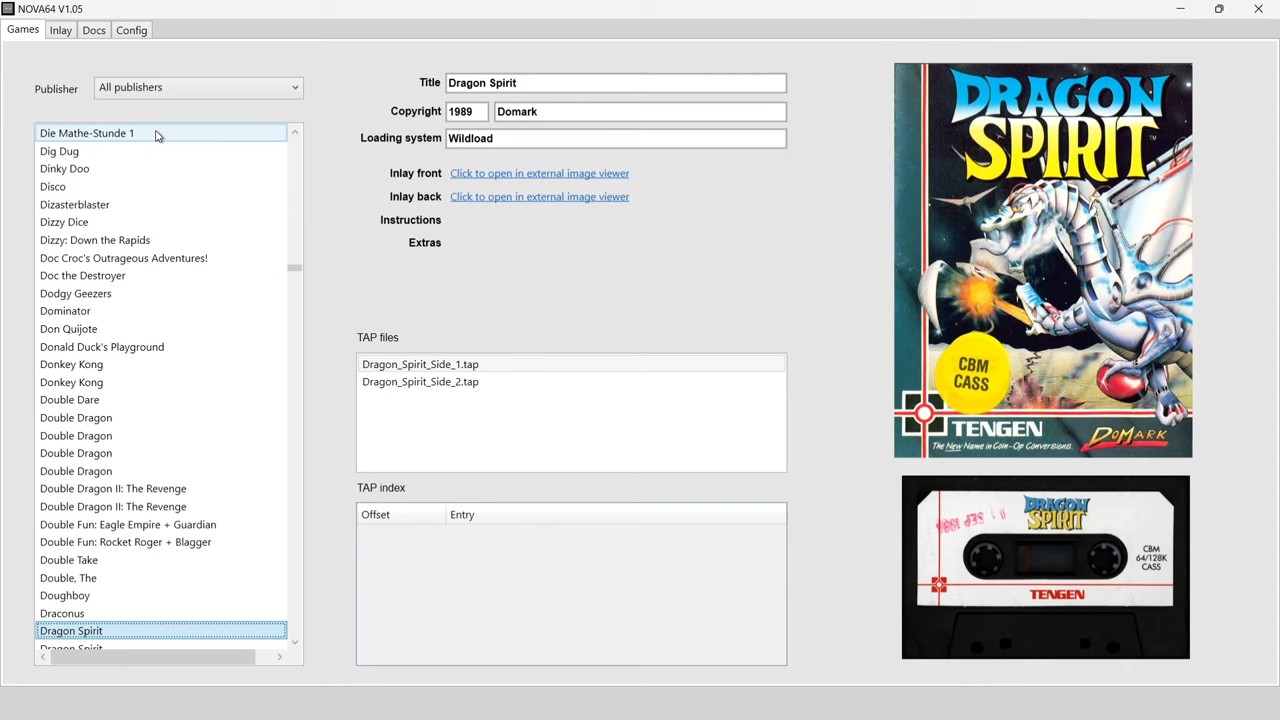 NOVA64 V1.05
Games Inlay Docs Config
Publisher All publishers
Die Mathe-Stunde 1
Dig Dug
Dinky Doo
Disco
Dizasterblaster
Dizzy Dice
Dizzy: Down the Rapids
Doc Croc's Outrageous Adventures!
Doc the Destroyer
Dodgy Geezers
Dominator
Don Quijote
Donald Duck's Playground
Donkey Kong
Donkey Kong
Double Dare
Double Dragon
Double Dragon
Double Dragon
Double Dragon
Double Dragon II: The Revenge
Double Dragon II: The Revenge
Double Fun: Eagle Empire + Guardian
Double Fun: Rocket Roger + Blagger
Double Take
Double, The
Doughboy
Draconus
Dragon Spirit
Dragon Spirit
Title Dragon Spirit
Copyright 1989 Domark
Loading system Wildload
Inlay front Click to open in external image viewer
Inlay back Click to open in external image viewer
Instructions
Extras
TAP files
Dragon_Spirit_Side_1.tap
Dragon_Spirit_Side_2.tap
TAP index
Offset Entry
DRAGON
SPIRIT™
CBM
CASS
TENGEN
The New Name in Coin-Op Conversions.
DOMARK
DRAGON
SPIRIT
CBM
64/128K
CASS
TENGEN